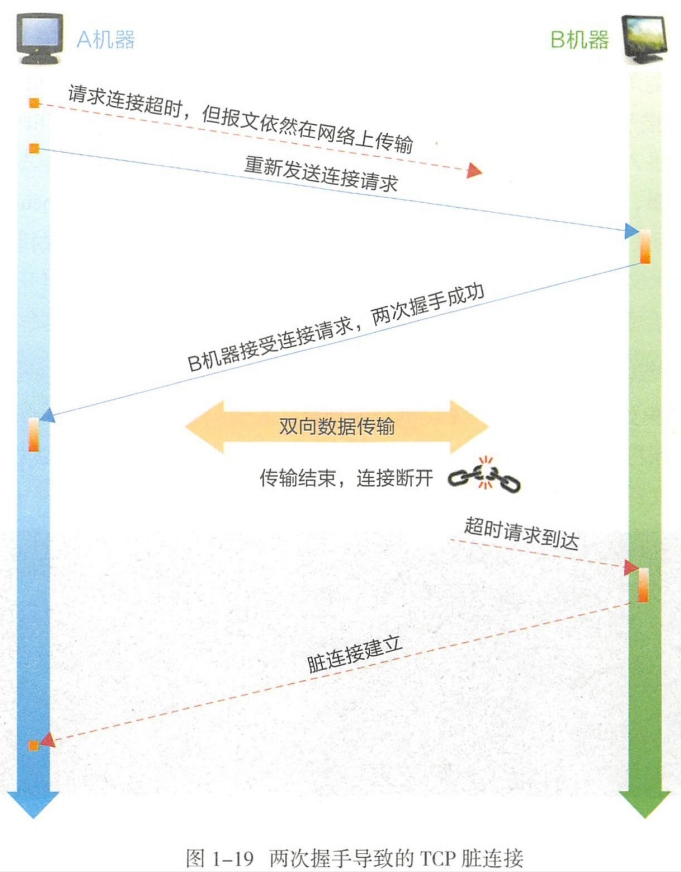 A机器
B机器
请求连接超时，但报文依然在网络上传输
重新发送连接请求
B机器接受连接请求，两次握手成功
双向数据传输
传输结束，连接断开
超时请求到达
脏连接建立
图 1-19 两次握手导致的 TCP 脏连接